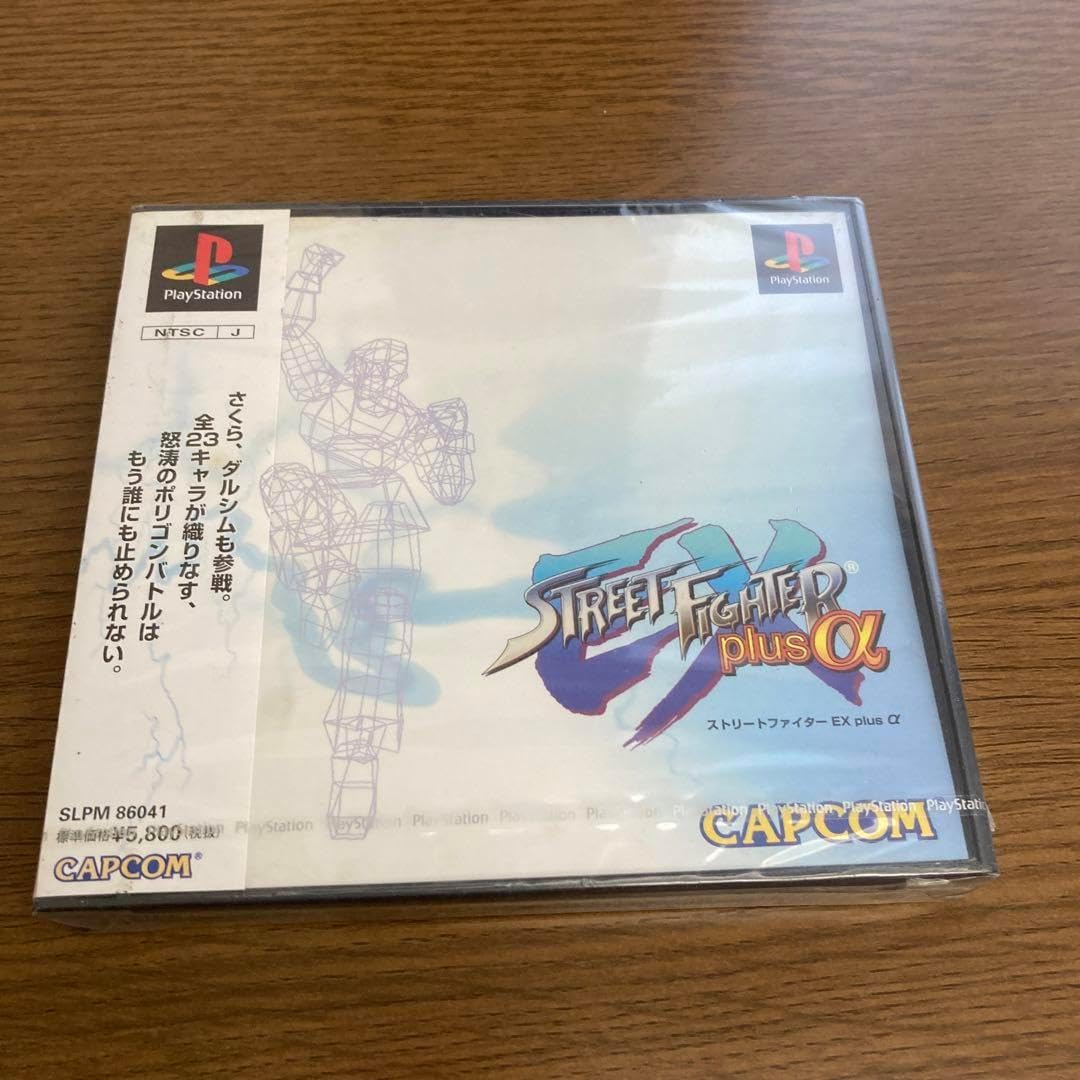 PlayStation
NTSC J
さくら、ダルシムも参戦。
全23キャラが織りなす、
怒涛のポリゴンバトルは
もう誰にも止められない。
SLPM 86041
標準価格¥5,800(税抜)
CAPCOM®
PlayStation
STREET FIGHTER®
EX
plus α
ストリートファイター EX plus α
CAPCOM
PlayStation PlayStation PlayStation PlayStation PlayStation PlayStation PlayStation